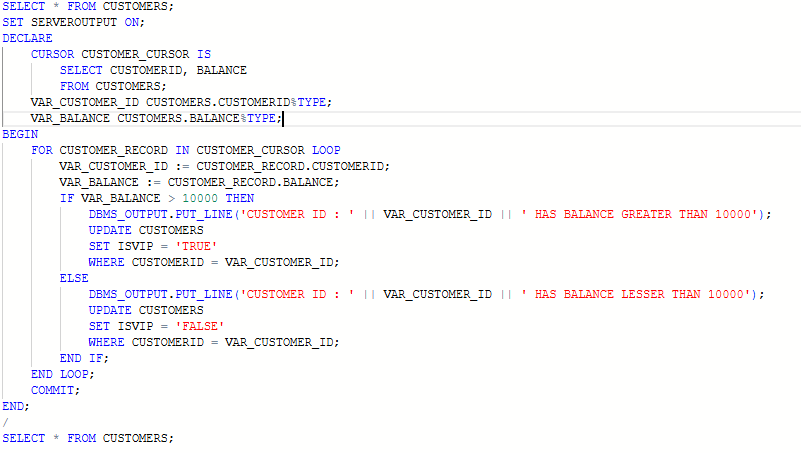 SELECT * FROM CUSTOMERS;
SET SERVEROUTPUT ON;
DECLARE
    CURSOR CUSTOMER_CURSOR IS
        SELECT CUSTOMERID, BALANCE
        FROM CUSTOMERS;
    VAR_CUSTOMER_ID CUSTOMERS.CUSTOMERID%TYPE;
    VAR_BALANCE CUSTOMERS.BALANCE%TYPE;
BEGIN
    FOR CUSTOMER_RECORD IN CUSTOMER_CURSOR LOOP
        VAR_CUSTOMER_ID := CUSTOMER_RECORD.CUSTOMERID;
        VAR_BALANCE := CUSTOMER_RECORD.BALANCE;
        IF VAR_BALANCE > 10000 THEN
            DBMS_OUTPUT.PUT_LINE('CUSTOMER ID : ' || VAR_CUSTOMER_ID || ' HAS BALANCE GREATER THAN 10000');
            UPDATE CUSTOMERS
            SET ISVIP = 'TRUE'
            WHERE CUSTOMERID = VAR_CUSTOMER_ID;
        ELSE
            DBMS_OUTPUT.PUT_LINE('CUSTOMER ID : ' || VAR_CUSTOMER_ID || ' HAS BALANCE LESSER THAN 10000');
            UPDATE CUSTOMERS
            SET ISVIP = 'FALSE'
            WHERE CUSTOMERID = VAR_CUSTOMER_ID;
        END IF;
    END LOOP;
    COMMIT;
END;
/
SELECT * FROM CUSTOMERS;